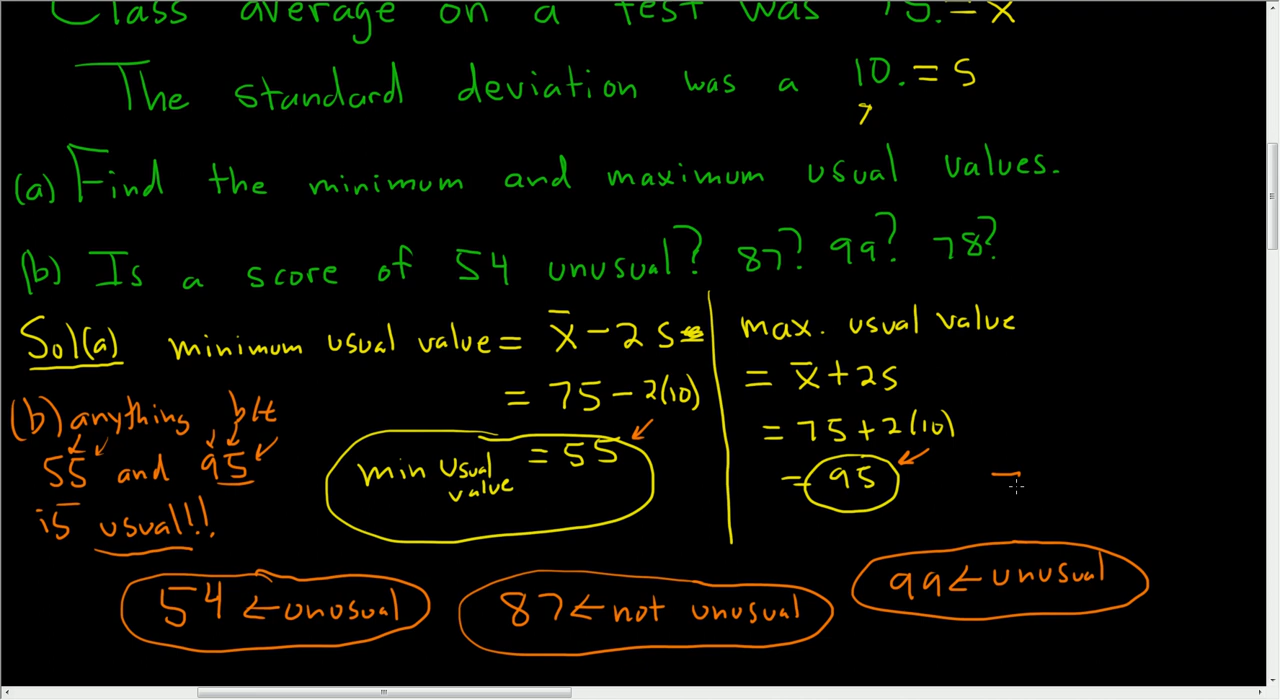 Class average on a test was 75. = x
The standard deviation was a 10. = s
(a) Find the minimum and maximum usual values.
(b) Is a score of 54 unusual? 87? 99? 78?
Sol(a) minimum usual value = x̄ - 2s
= 75 - 2(10)
min usual value = 55
max. usual value
= x̄ + 2s
= 75 + 2(10)
= 95
(b) anything b/t
55 and 95
is usual!!
54 ← unusual
87 ← not unusual
99 ← unusual